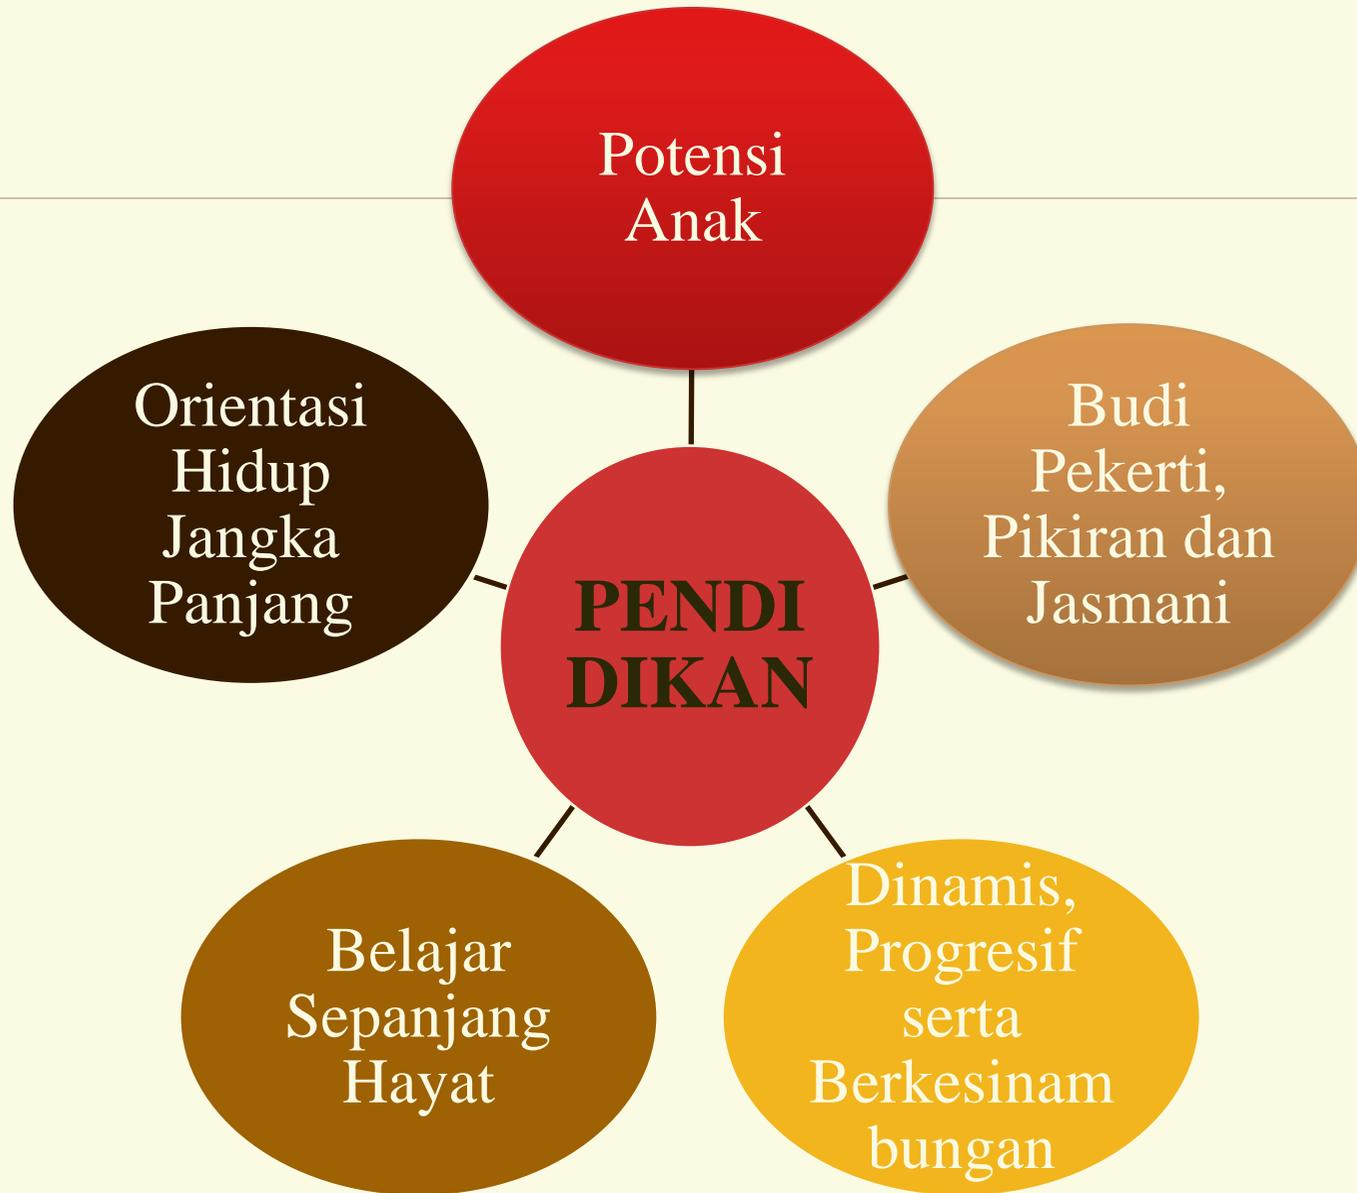 Potensi
Anak
Orientasi
Hidup
Jangka
Panjang
Budi
Pekerti,
Pikiran dan
Jasmani
PENDI
DIKAN
Belajar
Sepanjang
Hayat
Dinamis,
Progresif
serta
Berkesinam
bungan